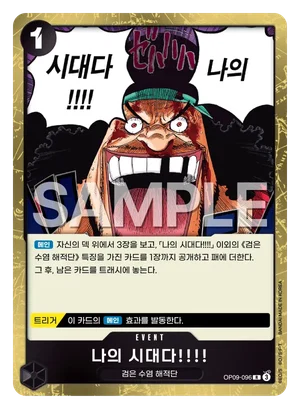 1
시대다
!!!!
나의
ぜハハハ
SAMPLE
메인 자신의 덱 위에서 3장을 보고, 「나의 시대다!!!!」 이외의 《검은
수염 해적단》 특징을 가진 카드를 1장까지 공개하고 패에 더한다.
그 후, 남은 카드를 트래시에 놓는다.
트리거 이 카드의 메인 효과를 발동한다.
EVENT
나의 시대다!!!!
검은 수염 해적단
OP09-096 R 3